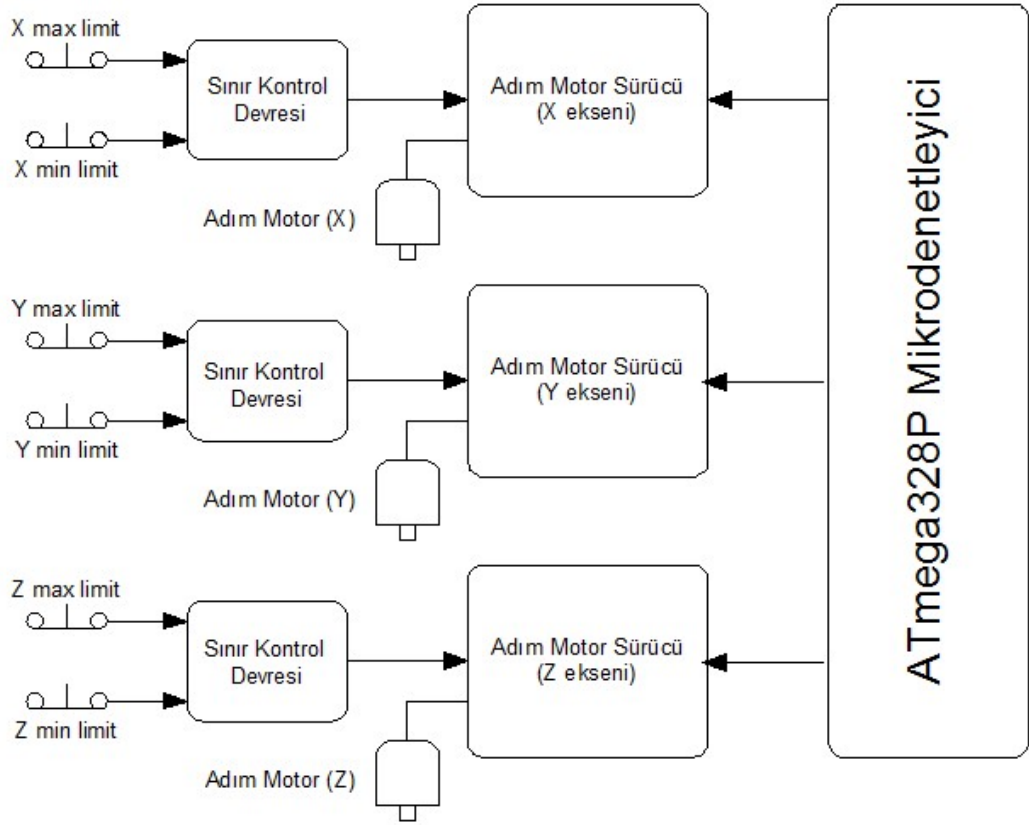 X max limit
Sınır Kontrol
Devresi
X min limit
Adım Motor Sürücü
(X ekseni)
Adım Motor (X)
Y max limit
Sınır Kontrol
Devresi
Y min limit
Adım Motor Sürücü
(Y ekseni)
Adım Motor (Y)
Z max limit
Sınır Kontrol
Devresi
Z min limit
Adım Motor Sürücü
(Z ekseni)
Adım Motor (Z)
ATmega328P Mikrodenetleyici